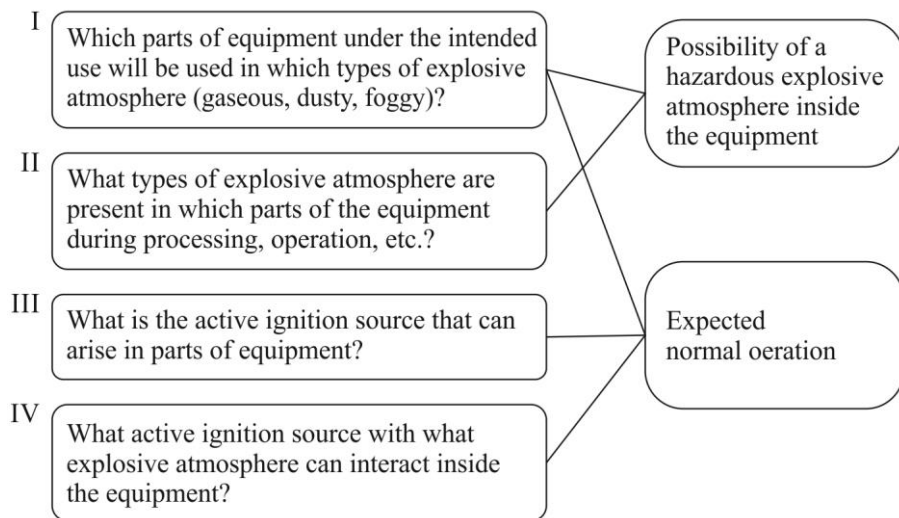 I
Which parts of equipment under the intended
use will be used in which types of explosive
atmosphere (gaseous, dusty, foggy)?
Possibility of a
hazardous explosive
atmosphere inside
the equipment
II
What types of explosive atmosphere are
present in which parts of the equipment
during processing, operation, etc.?
III
What is the active ignition source that can
arise in parts of equipment?
Expected
normal oeration
IV
What active ignition source with what
explosive atmosphere can interact inside
the equipment?